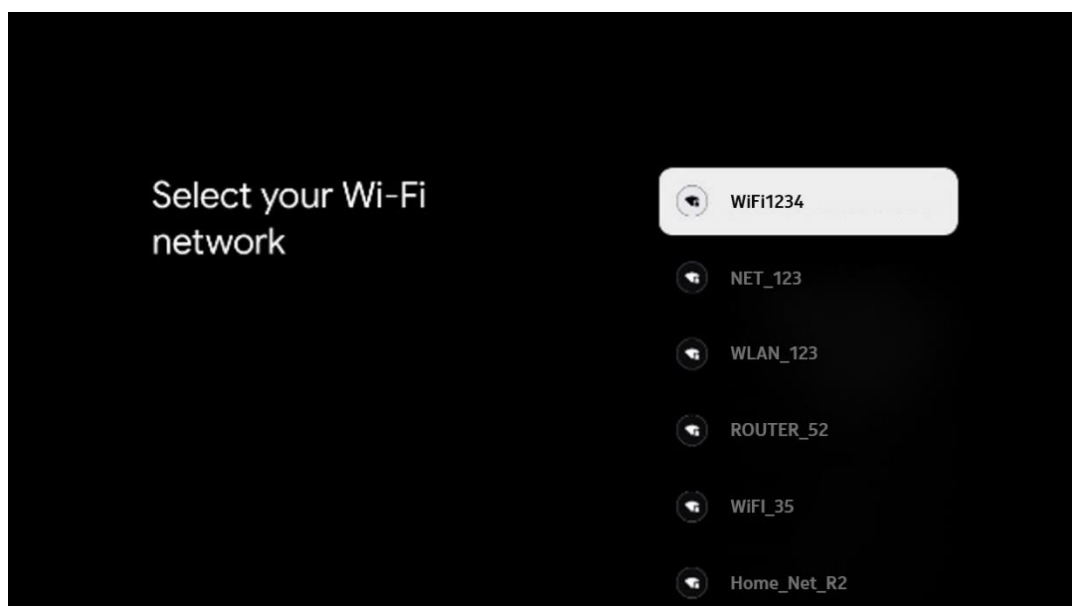 Select your Wi-Fi
network
WiFi1234
NET_123
WLAN_123
ROUTER_52
WiFI_35
Home_Net_R2